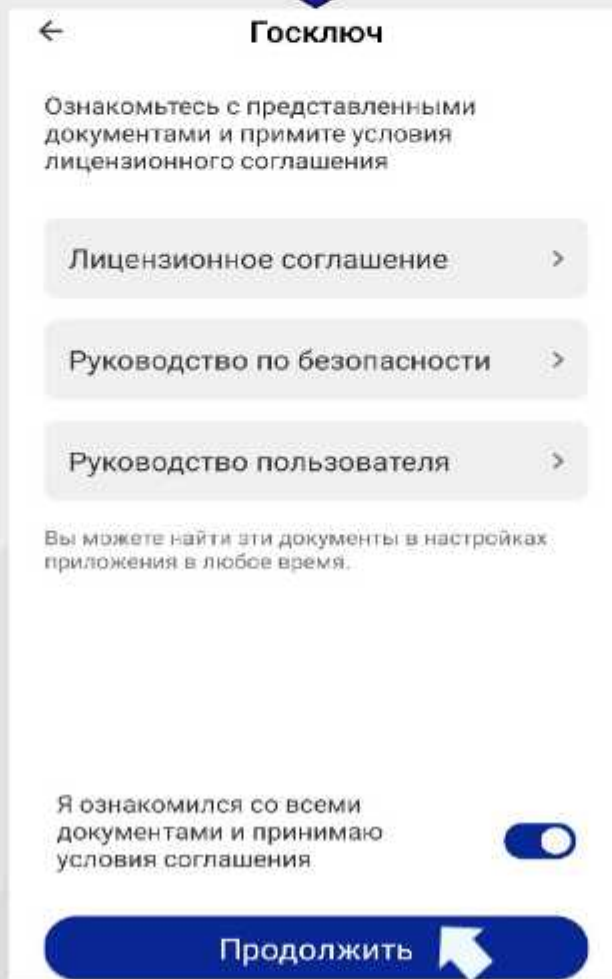 Госключ
Ознакомьтесь с представленными
документами и примите условия
лицензионного соглашения
Лицензионное соглашение
Руководство по безопасности
Руководство пользователя
Вы можете найти эти документы в настройках
приложения в любое время.
Я ознакомился со всеми
документами и принимаю
условия соглашения
Продолжить